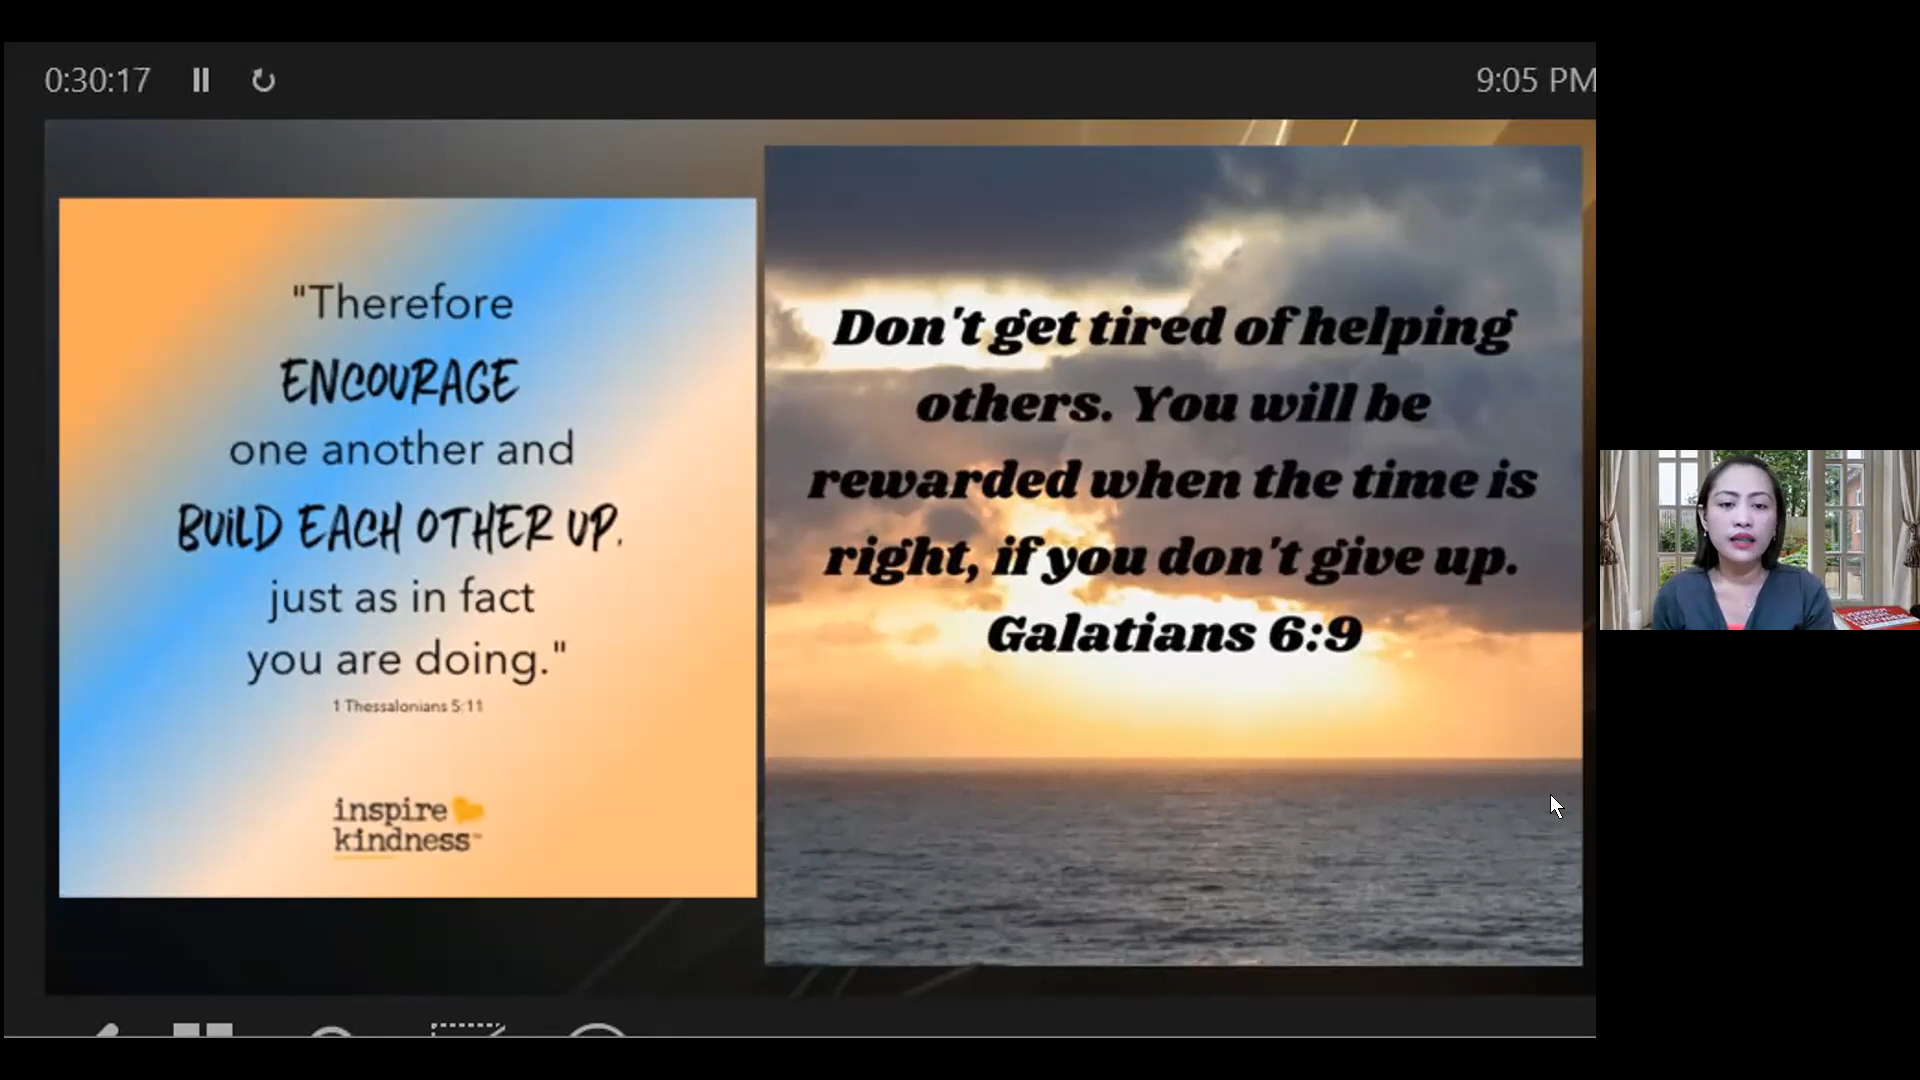 0:30:17
9:05 PM
"Therefore
ENCOURAGE
one another and
BUiLD EACH OTHER UP.
just as in fact
you are doing."
1 Thessalonians 5:11
inspire
kindness™
Don't get tired of helping
others. You will be
rewarded when the time is
right, if you don't give up.
Galatians 6:9